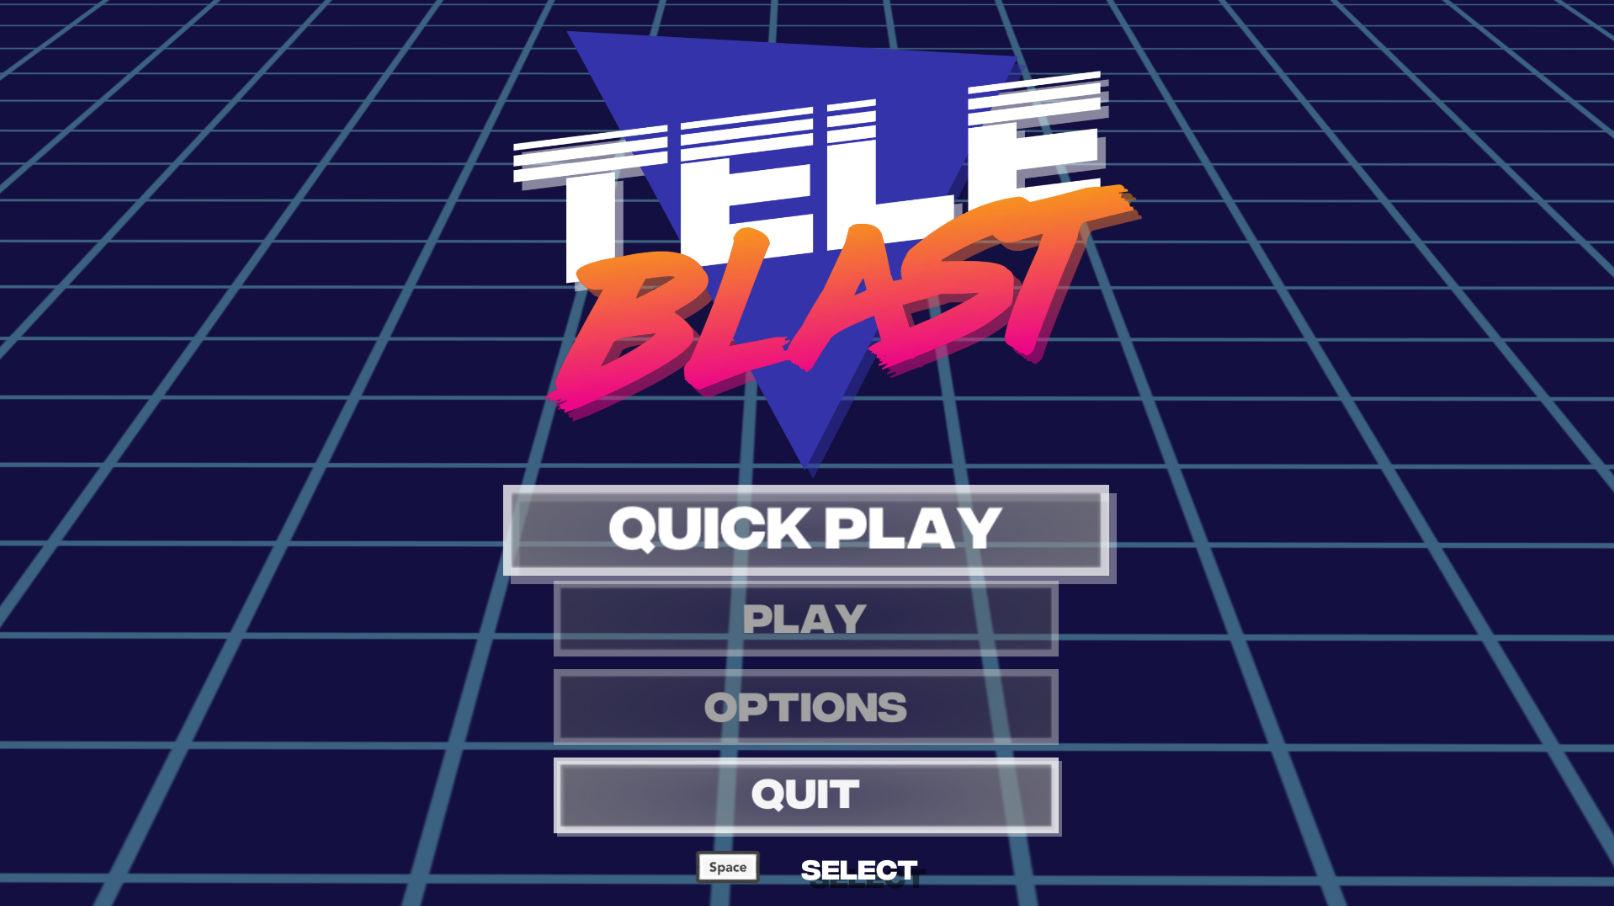 TELE
BLAST
QUICK PLAY
PLAY
OPTIONS
QUIT
Space SELECT